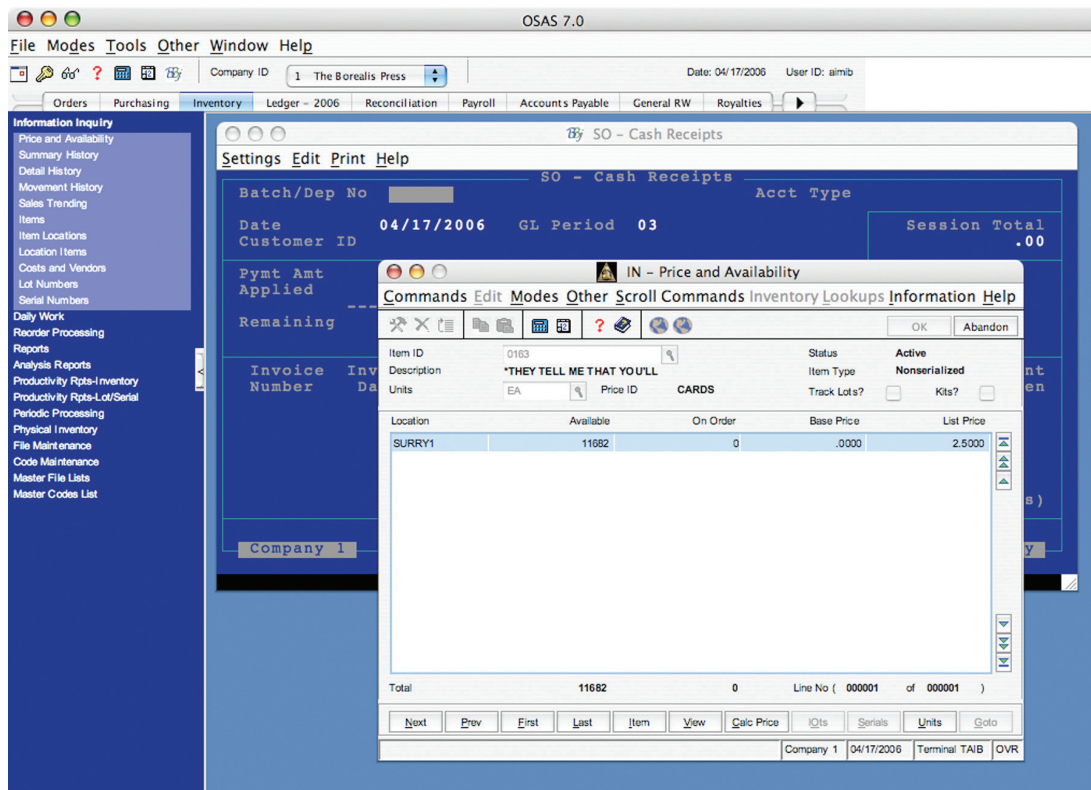 OSAS 7.0
File Modes Tools Other Window Help
Company ID 1 The Borealis Press Date: 04/17/2006 User ID: aimib
Orders Purchasing Inventory Ledger - 2006 Reconciliation Payroll Accounts Payable General RW Royalties
Information Inquiry
Price and Availability
Summary History
Detail History
Movement History
Sales Trending
Items
Item Locations
Location Items
Costs and Vendors
Lot Numbers
Serial Numbers
Daily Work
Reorder Processing
Reports
Analysis Reports
Productivity Rpts-Inventory
Productivity Rpts-Lot/Serial
Periodic Processing
Physical Inventory
File Maintenance
Code Maintenance
Master File Lists
Master Codes List
SO - Cash Receipts
Settings Edit Print Help
SO - Cash Receipts
Batch/Dep No Acct Type
Date 04/17/2006 GL Period 03 Session Total
Customer ID .00
Pymt Amt
Applied
Remaining
Invoice Inv nt
Number Da en
s)
Company 1 y
IN - Price and Availability
Commands Edit Modes Other Scroll Commands Inventory Lookups Information Help
OK Abandon
Item ID 0163 Status Active
Description *THEY TELL ME THAT YOU'LL Item Type Nonserialized
Units EA Price ID CARDS Track Lots? Kits?
Location Available On Order Base Price List Price
SURRY1 11682 0 .0000 2.5000
Total 11682 0 Line No ( 000001 of 000001 )
Next Prev First Last Item View Calc Price lOts Serials Units Goto
Company 1 04/17/2006 Terminal TAIB OVR